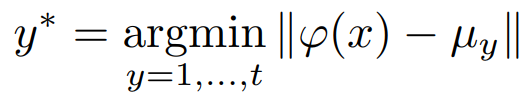 y* = argmin ‖φ(x) − μ_y‖
y=1,...,t